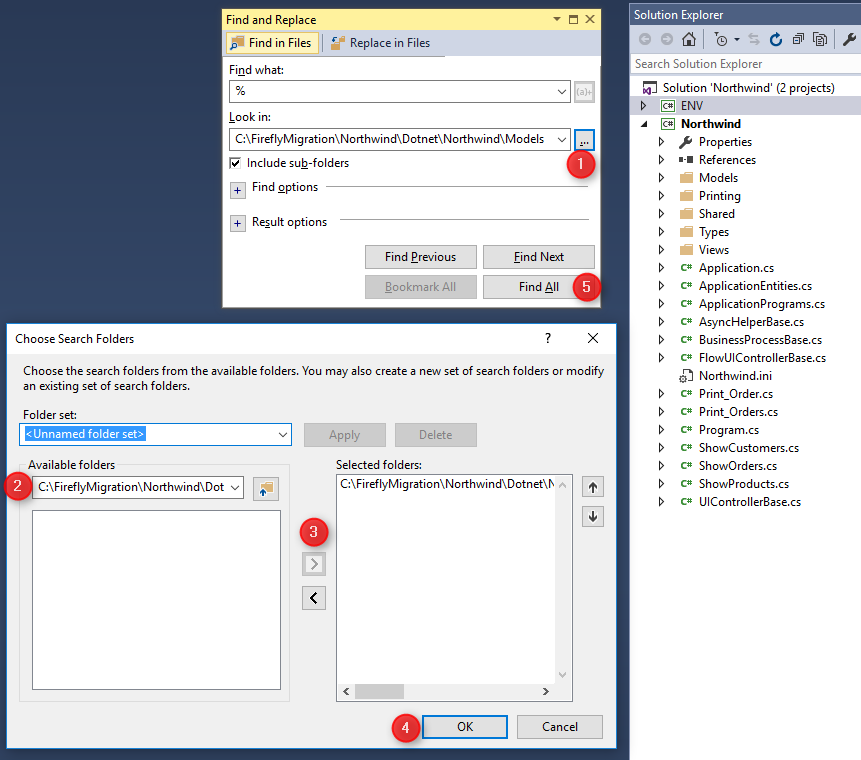 Find and Replace
Find in Files
Replace in Files
Find what:
%
(a)+
Look in:
C:\FireflyMigration\Northwind\Dotnet\Northwind\Models
...
1
Include sub-folders
+ Find options
+ Result options
Find Previous
Find Next
Bookmark All
Find All
5
Choose Search Folders
?
Choose the search folders from the available folders. You may also create a new set of search folders or modify
an existing set of search folders.
Folder set:
<Unnamed folder set>
Apply
Delete
Available folders
2
C:\FireflyMigration\Northwind\Dot
3
>
<
Selected folders:
C:\FireflyMigration\Northwind\Dotnet\N
4
OK
Cancel
Solution Explorer
Search Solution Explorer
Solution 'Northwind' (2 projects)
C# ENV
C# Northwind
Properties
References
Models
Printing
Shared
Types
Views
C# Application.cs
C# ApplicationEntities.cs
C# ApplicationPrograms.cs
C# AsyncHelperBase.cs
C# BusinessProcessBase.cs
C# FlowUIControllerBase.cs
Northwind.ini
C# Print_Order.cs
C# Print_Orders.cs
C# Program.cs
C# ShowCustomers.cs
C# ShowOrders.cs
C# ShowProducts.cs
C# UIControllerBase.cs